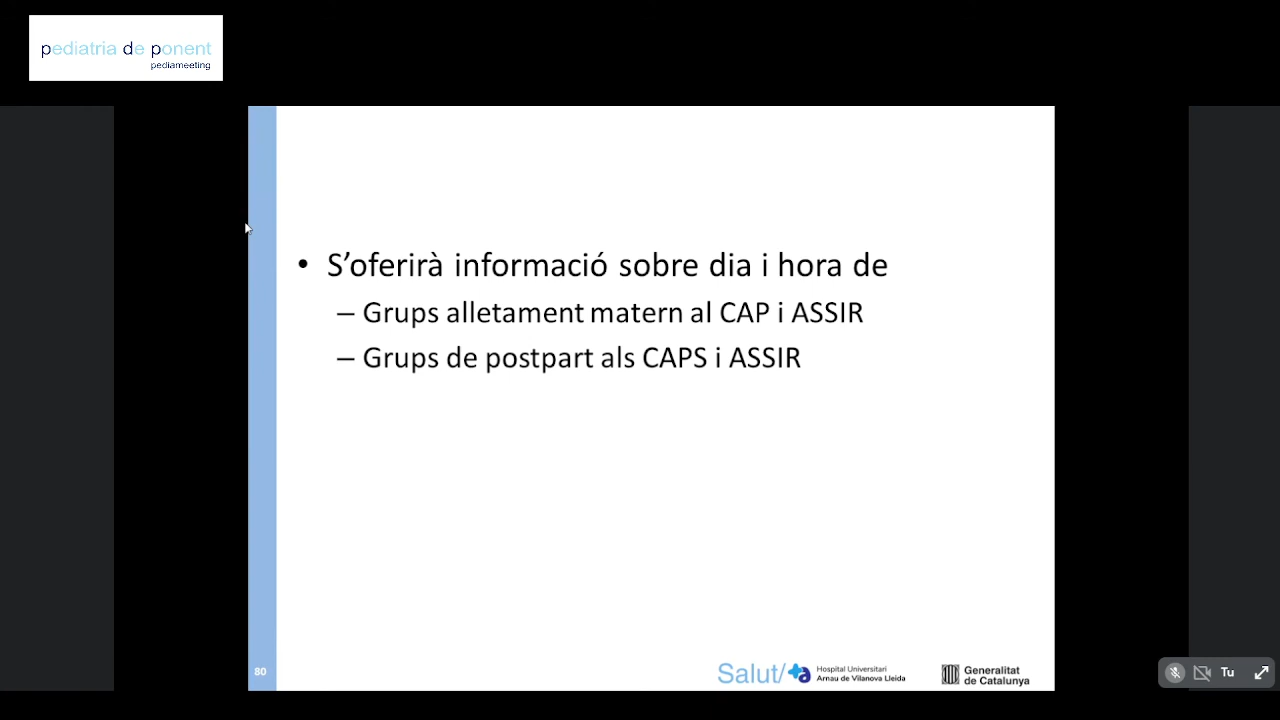 pediatria de ponent
pediameeting
• S'oferirà informació sobre dia i hora de
– Grups alletament matern al CAP i ASSIR
– Grups de postpart als CAPS i ASSIR
80
Salut/
Hospital Universitari
Arnau de Vilanova Lleida
Generalitat
de Catalunya
Tu